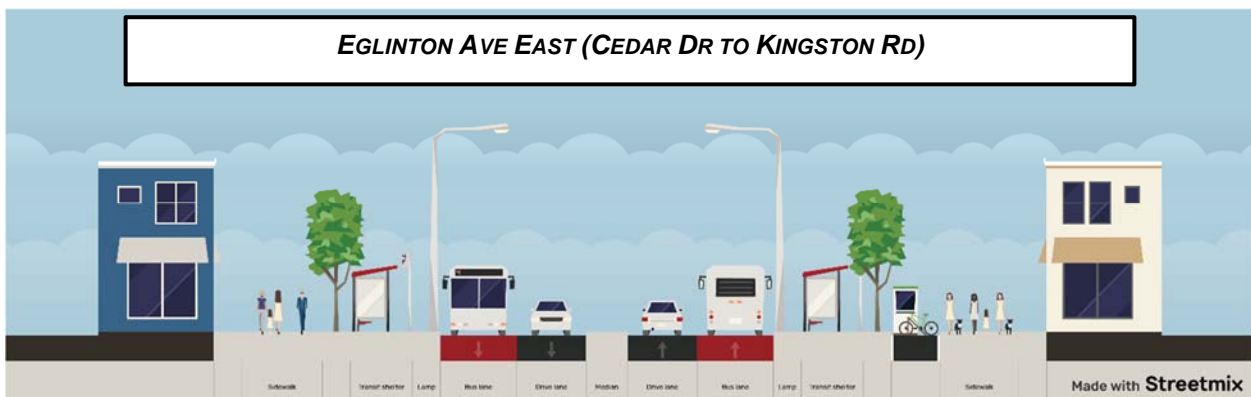 EGLINTON AVE EAST (CEDAR DR TO KINGSTON RD)
Sidewalk Transit shelter Lamp Bus lane Drive lane Median Drive lane Bus lane Lamp Transit shelter Sidewalk
Made with Streetmix